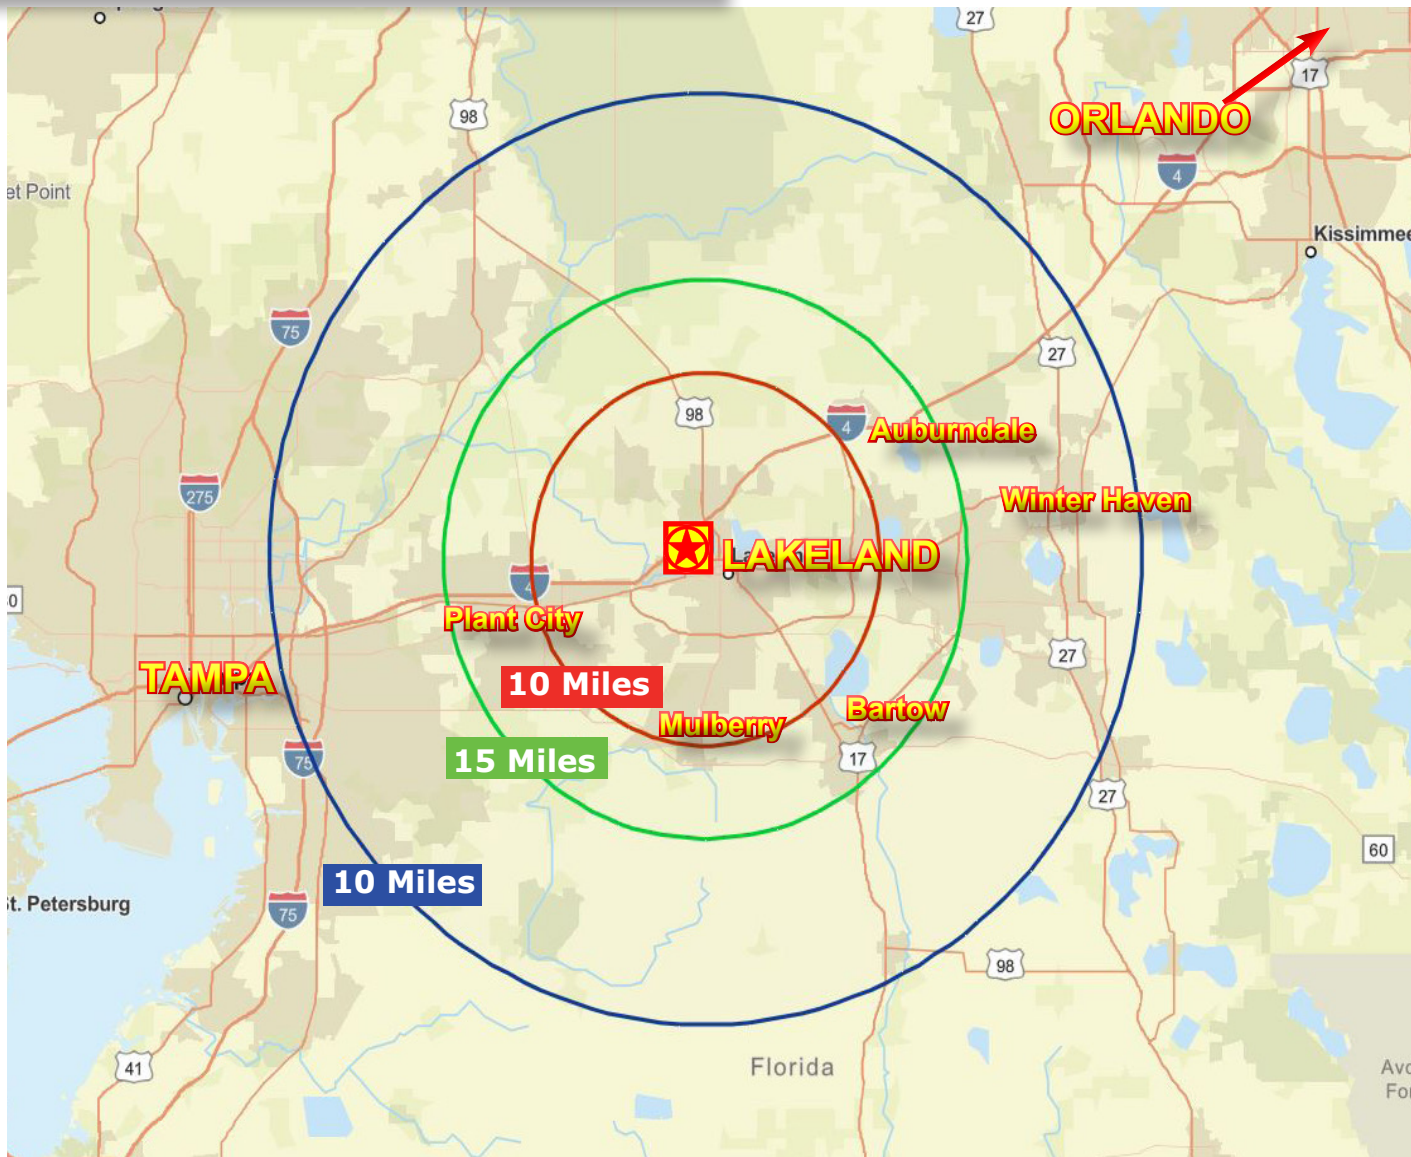 27
17
98
ORLANDO
4
et Point
Kissimmee
75
27
98
4
Auburndale
275
Winter Haven
LAKELAND
4
Plant City
27
TAMPA
10 Miles
Bartow
Mulberry
15 Miles
17
75
27
60
10 Miles
St. Petersburg
75
98
Florida
41